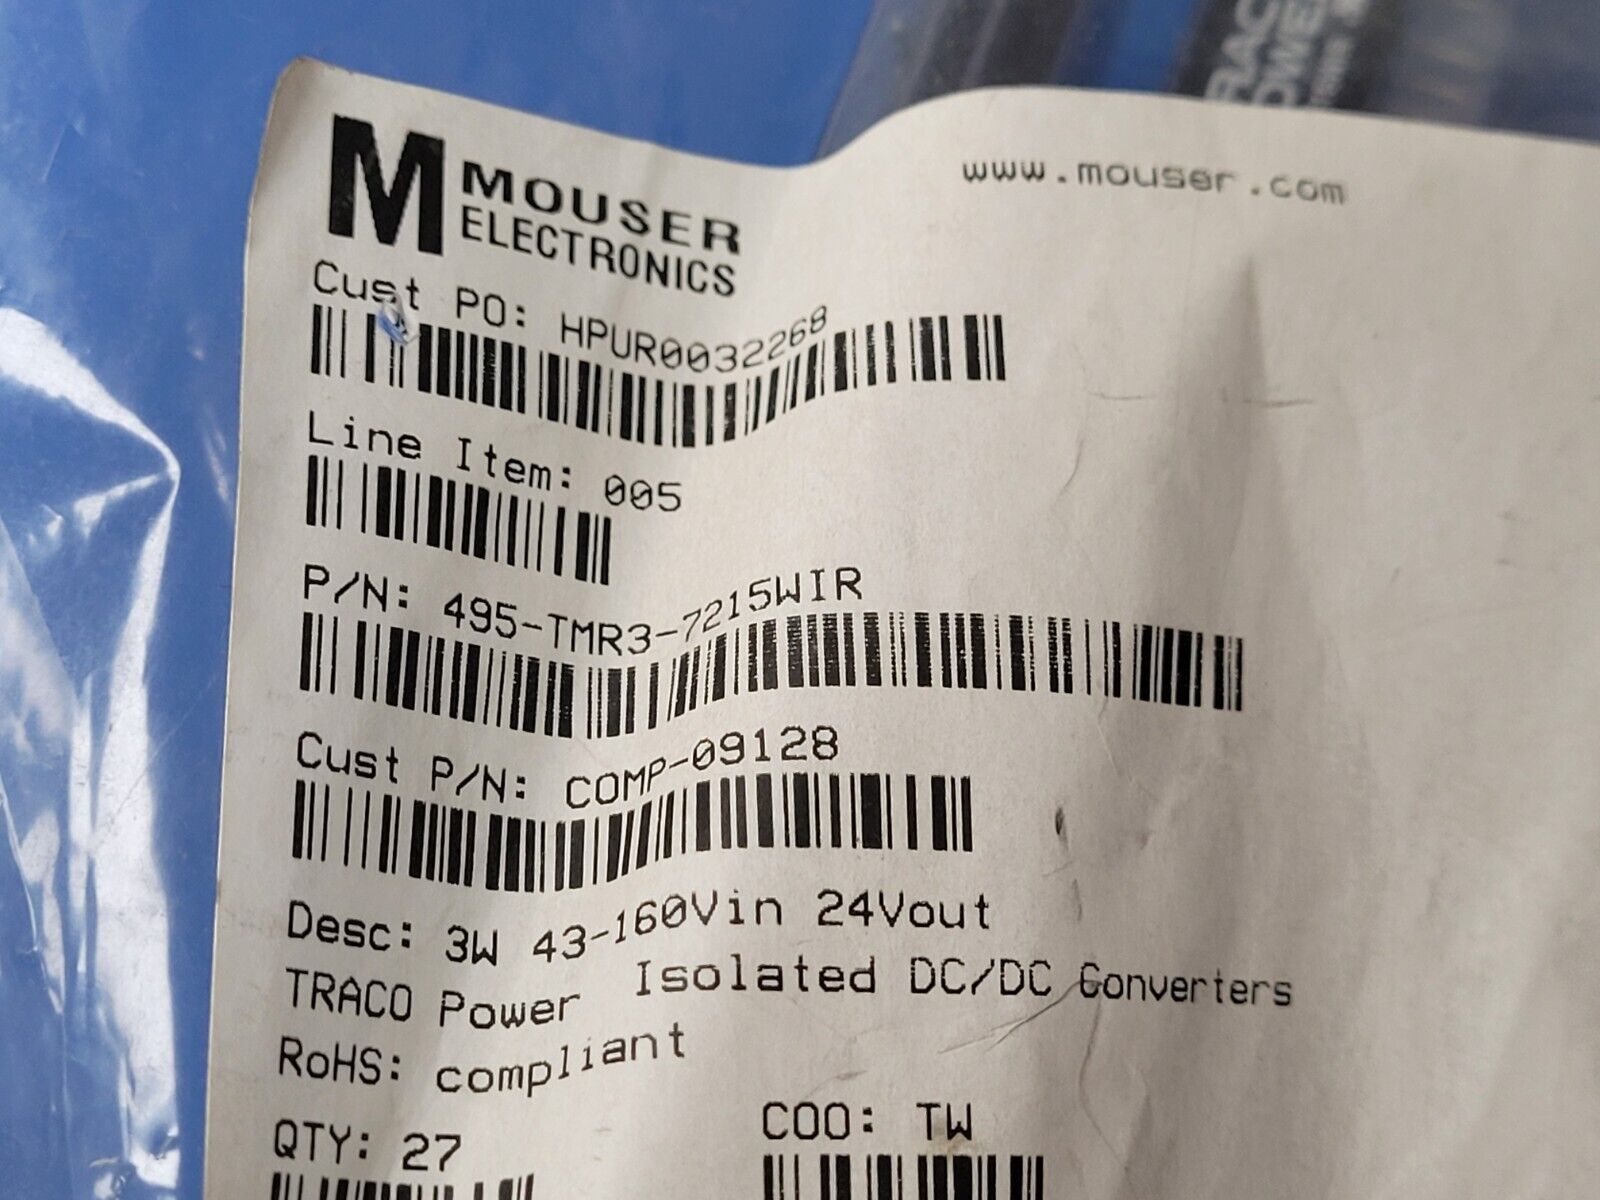 MOUSER
ELECTRONICS
www.mouser.com
Cust PO: HPUR0032268
Line Item: 005
P/N: 495-TMR3-7215WIR
Cust P/N: COMP-09128
Desc: 3W 43-160Vin 24Vout
TRACO Power Isolated DC/DC Converters
RoHS: compliant
QTY: 27 COO: TW